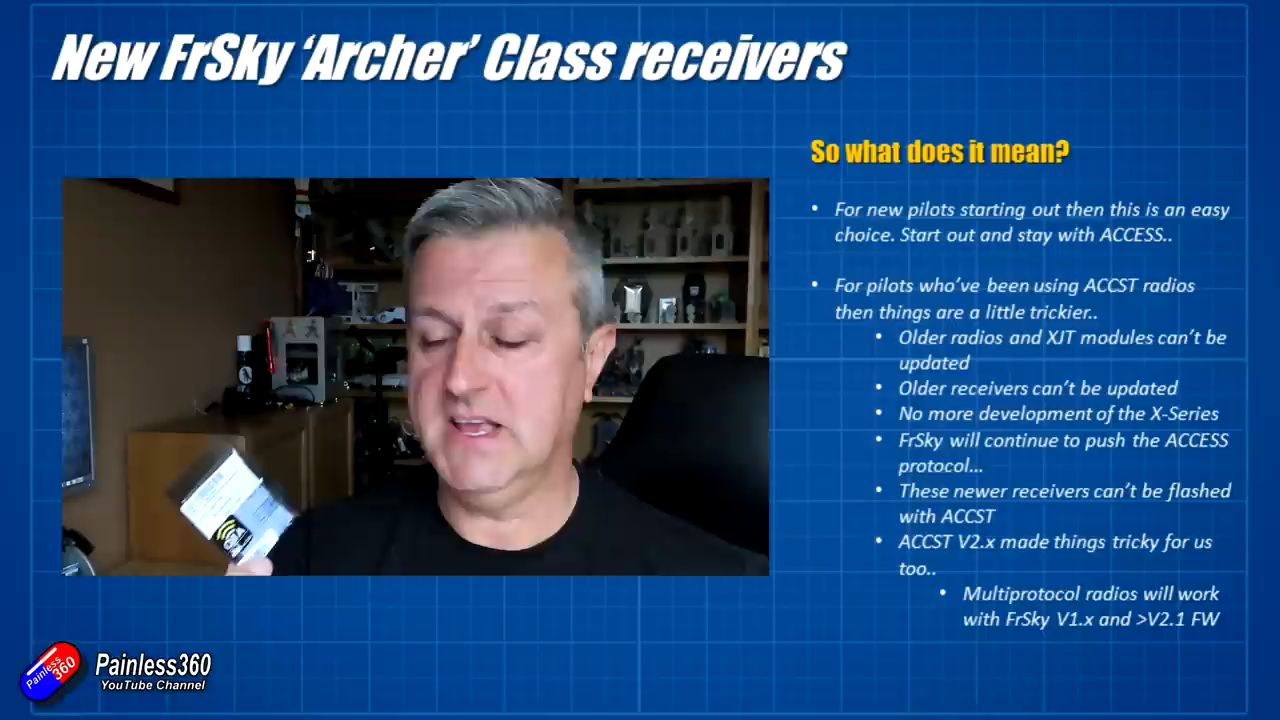 New FrSky ‘Archer’ Class receivers
So what does it mean?
• For new pilots starting out then this is an easy
choice. Start out and stay with ACCESS..
• For pilots who’ve been using ACCST radios
then things are a little trickier..
• Older radios and XJT modules can’t be
updated
• Older receivers can’t be updated
• No more development of the X-Series
• FrSky will continue to push the ACCESS
protocol…
• These newer receivers can’t be flashed
with ACCST
• ACCST V2.x made things tricky for us
too..
• Multiprotocol radios will work
with FrSky V1.x and >V2.1 FW
Painless
360
Painless360
YouTube Channel